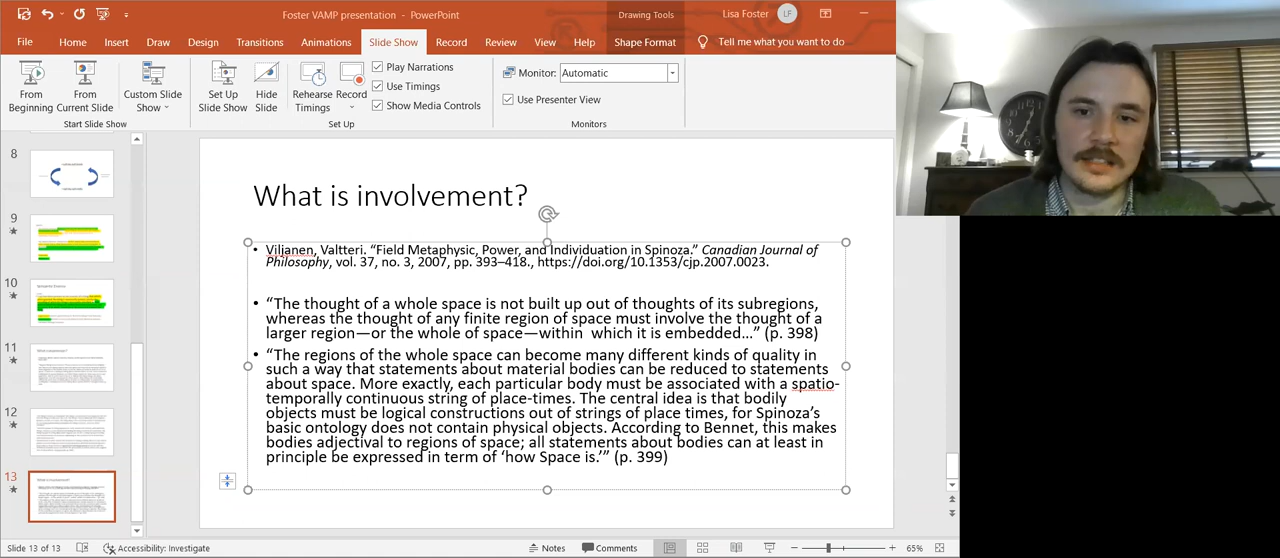 Foster VAMP presentation - PowerPoint
Drawing Tools
Lisa Foster
LF
File
Home
Insert
Draw
Design
Transitions
Animations
Slide Show
Record
Review
View
Help
Shape Format
Tell me what you want to do
From Beginning
From Current Slide
Custom Slide Show
Set Up Slide Show
Hide Slide
Rehearse Timings
Record
Play Narrations
Use Timings
Show Media Controls
Monitor: Automatic
Use Presenter View
Start Slide Show
Set Up
Monitors
8
9
10
11
12
13
What is involvement?
• Viljanen, Valtteri. “Field Metaphysic, Power, and Individuation in Spinoza.” Canadian Journal of
Philosophy, vol. 37, no. 3, 2007, pp. 393–418., https://doi.org/10.1353/cjp.2007.0023.
• “The thought of a whole space is not built up out of thoughts of its subregions,
whereas the thought of any finite region of space must involve the thought of a
larger region—or the whole of space—within which it is embedded…” (p. 398)
• “The regions of the whole space can become many different kinds of quality in
such a way that statements about material bodies can be reduced to statements
about space. More exactly, each particular body must be associated with a spatio-
temporally continuous string of place-times. The central idea is that bodily
objects must be logical constructions out of strings of place times, for Spinoza’s
basic ontology does not contain physical objects. According to Bennet, this makes
bodies adjectival to regions of space; all statements about bodies can at least in
principle be expressed in term of ‘how Space is.’” (p. 399)
Slide 13 of 13
Accessibility: Investigate
Notes
Comments
65%